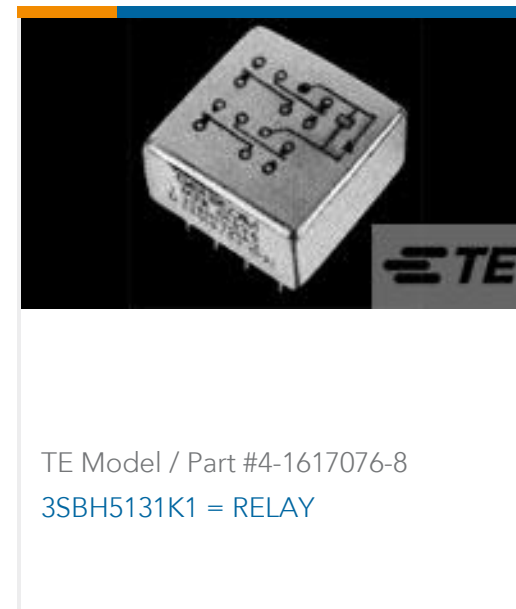 TE
TE Model / Part #4-1617076-8
3SBH5131K1 = RELAY